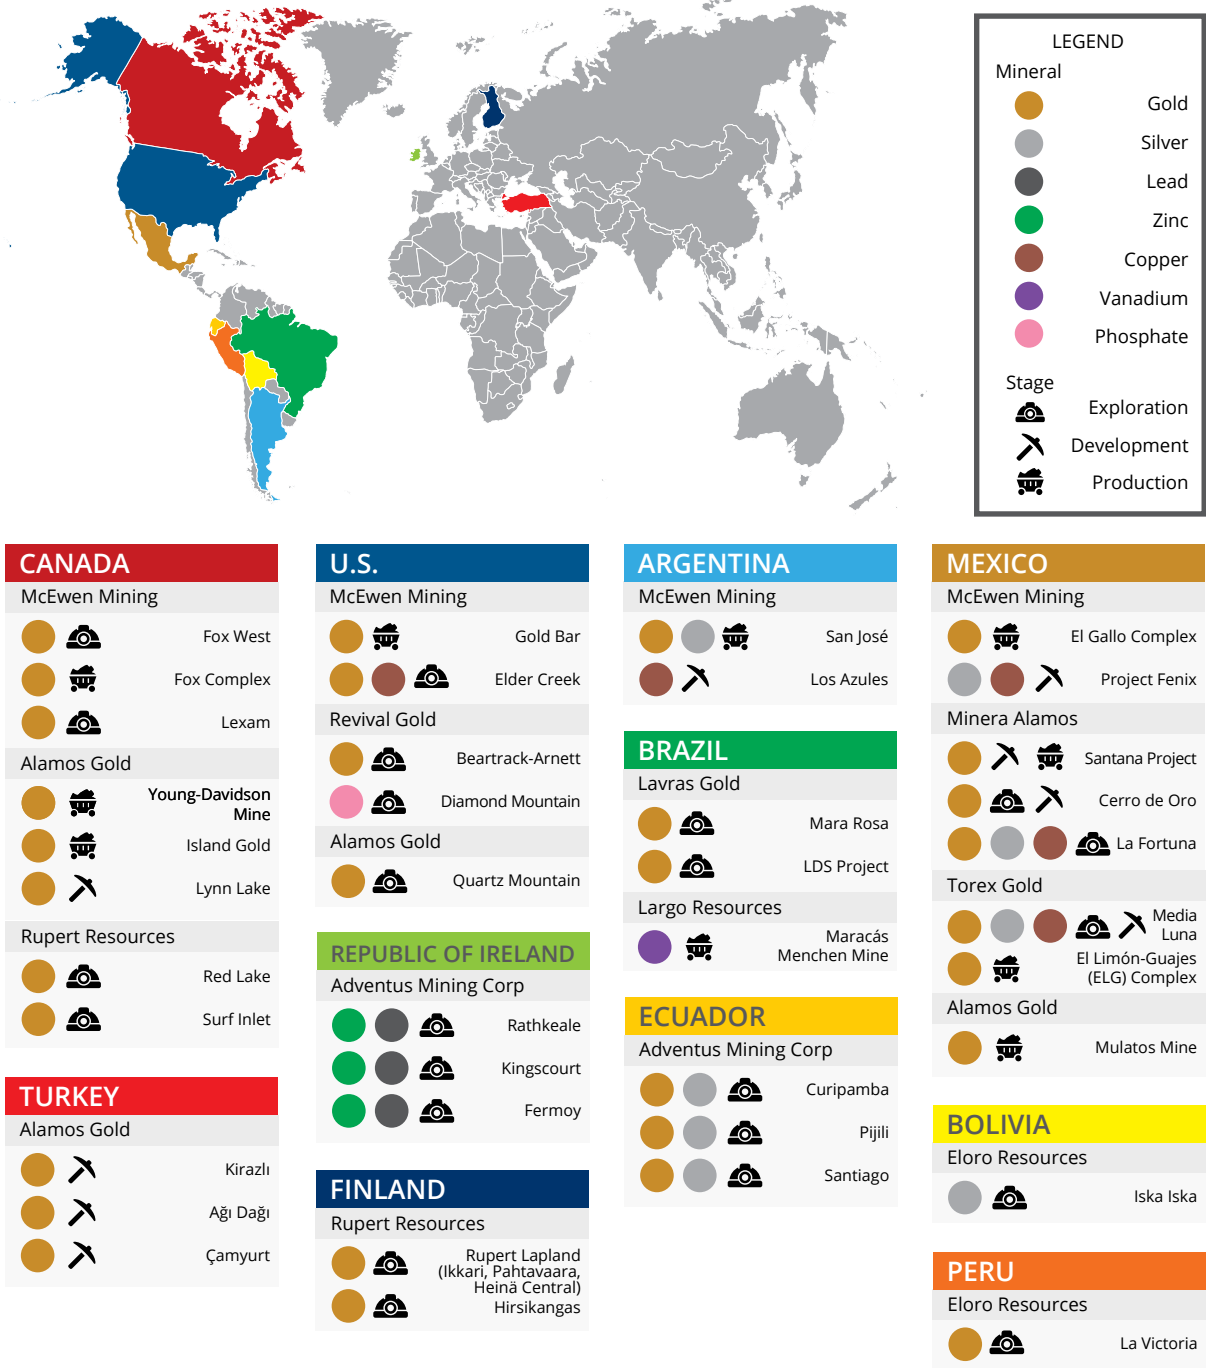 LEGEND
Mineral
Gold
Silver
Lead
Zinc
Copper
Vanadium
Phosphate
Stage
Exploration
Development
Production
CANADA
McEwen Mining
Fox West
Fox Complex
Lexam
Alamos Gold
Young-Davidson
Mine
Island Gold
Lynn Lake
Rupert Resources
Red Lake
Surf Inlet
TURKEY
Alamos Gold
Kirazlı
Ağı Dağı
Çamyurt
U.S.
McEwen Mining
Gold Bar
Elder Creek
Revival Gold
Beartrack-Arnett
Diamond Mountain
Alamos Gold
Quartz Mountain
REPUBLIC OF IRELAND
Adventus Mining Corp
Rathkeale
Kingscourt
Fermoy
FINLAND
Rupert Resources
Rupert Lapland
(Ikkari, Pahtavaara,
Heinä Central)
Hirsikangas
ARGENTINA
McEwen Mining
San José
Los Azules
BRAZIL
Lavras Gold
Mara Rosa
LDS Project
Largo Resources
Maracás
Menchen Mine
ECUADOR
Adventus Mining Corp
Curipamba
Pijili
Santiago
MEXICO
McEwen Mining
El Gallo Complex
Project Fenix
Minera Alamos
Santana Project
Cerro de Oro
La Fortuna
Torex Gold
Media
Luna
El Limón-Guajes
(ELG) Complex
Alamos Gold
Mulatos Mine
BOLIVIA
Eloro Resources
Iska Iska
PERU
Eloro Resources
La Victoria